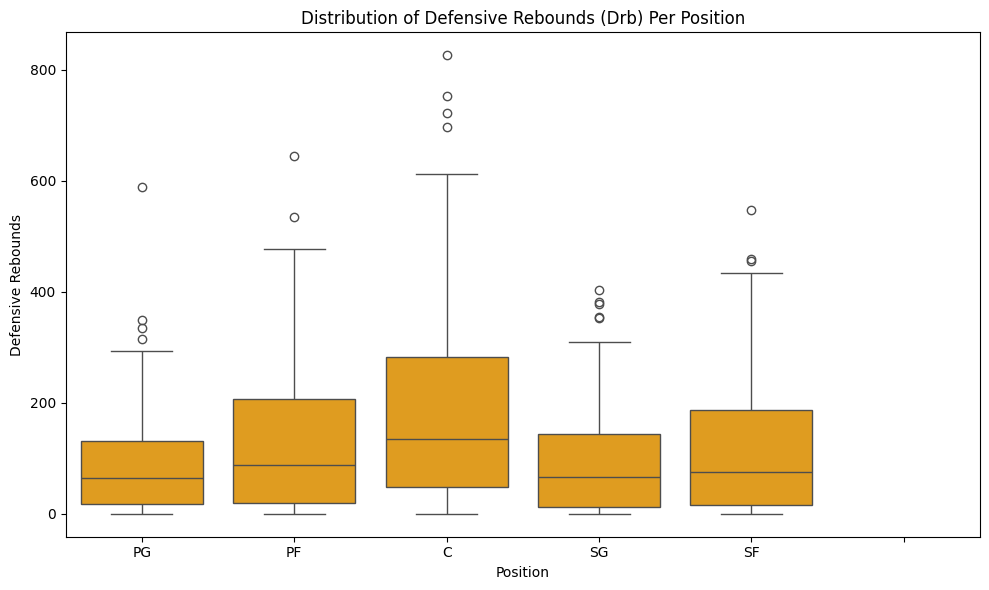 Distribution of Defensive Rebounds (Drb) Per Position
Defensive Rebounds
800
600
400
200
0
PG PF C SG SF
Position